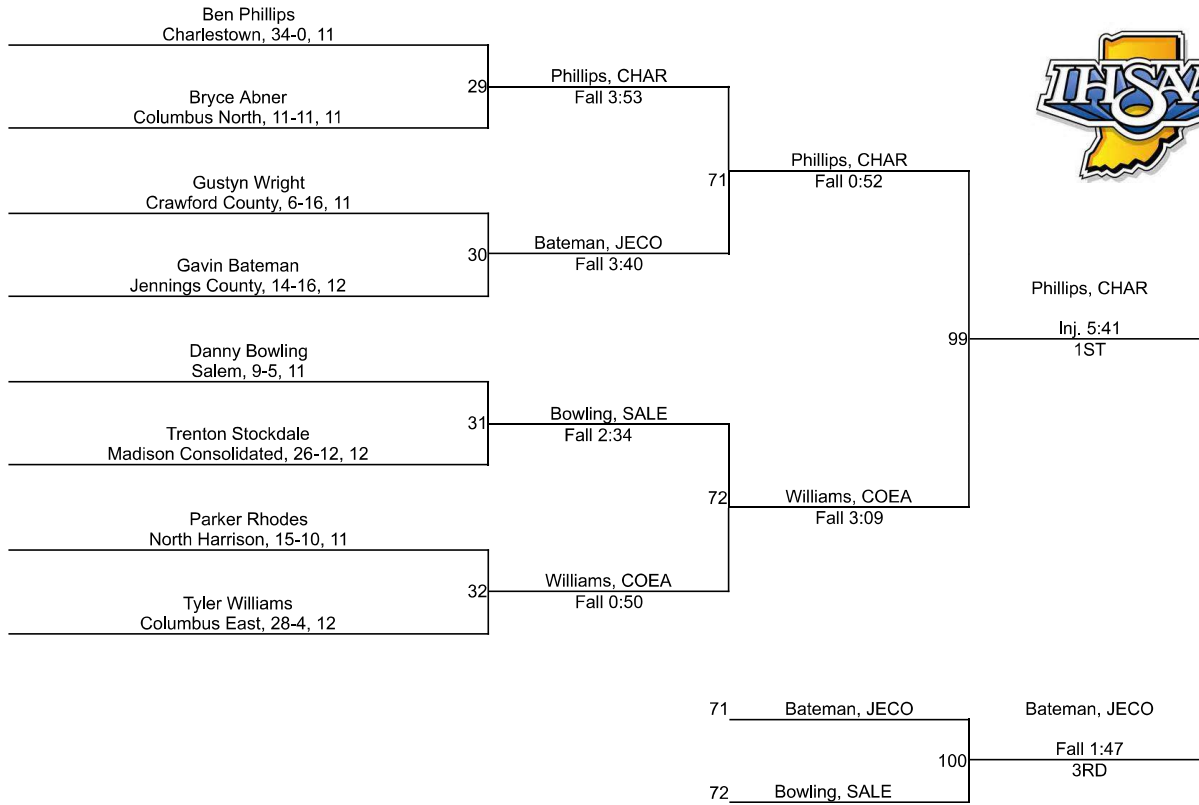 Ben Phillips
Charlestown, 34-0, 11
Bryce Abner
Columbus North, 11-11, 11
29
Phillips, CHAR
Fall 3:53
Gustyn Wright
Crawford County, 6-16, 11
Gavin Bateman
Jennings County, 14-16, 12
30
Bateman, JECO
Fall 3:40
71
Phillips, CHAR
Fall 0:52
Danny Bowling
Salem, 9-5, 11
Trenton Stockdale
Madison Consolidated, 26-12, 12
31
Bowling, SALE
Fall 2:34
Parker Rhodes
North Harrison, 15-10, 11
Tyler Williams
Columbus East, 28-4, 12
32
Williams, COEA
Fall 0:50
72
Williams, COEA
Fall 3:09
99
Phillips, CHAR
Inj. 5:41
1ST
71
Bateman, JECO
72
Bowling, SALE
100
Bateman, JECO
Fall 1:47
3RD
IHSAA